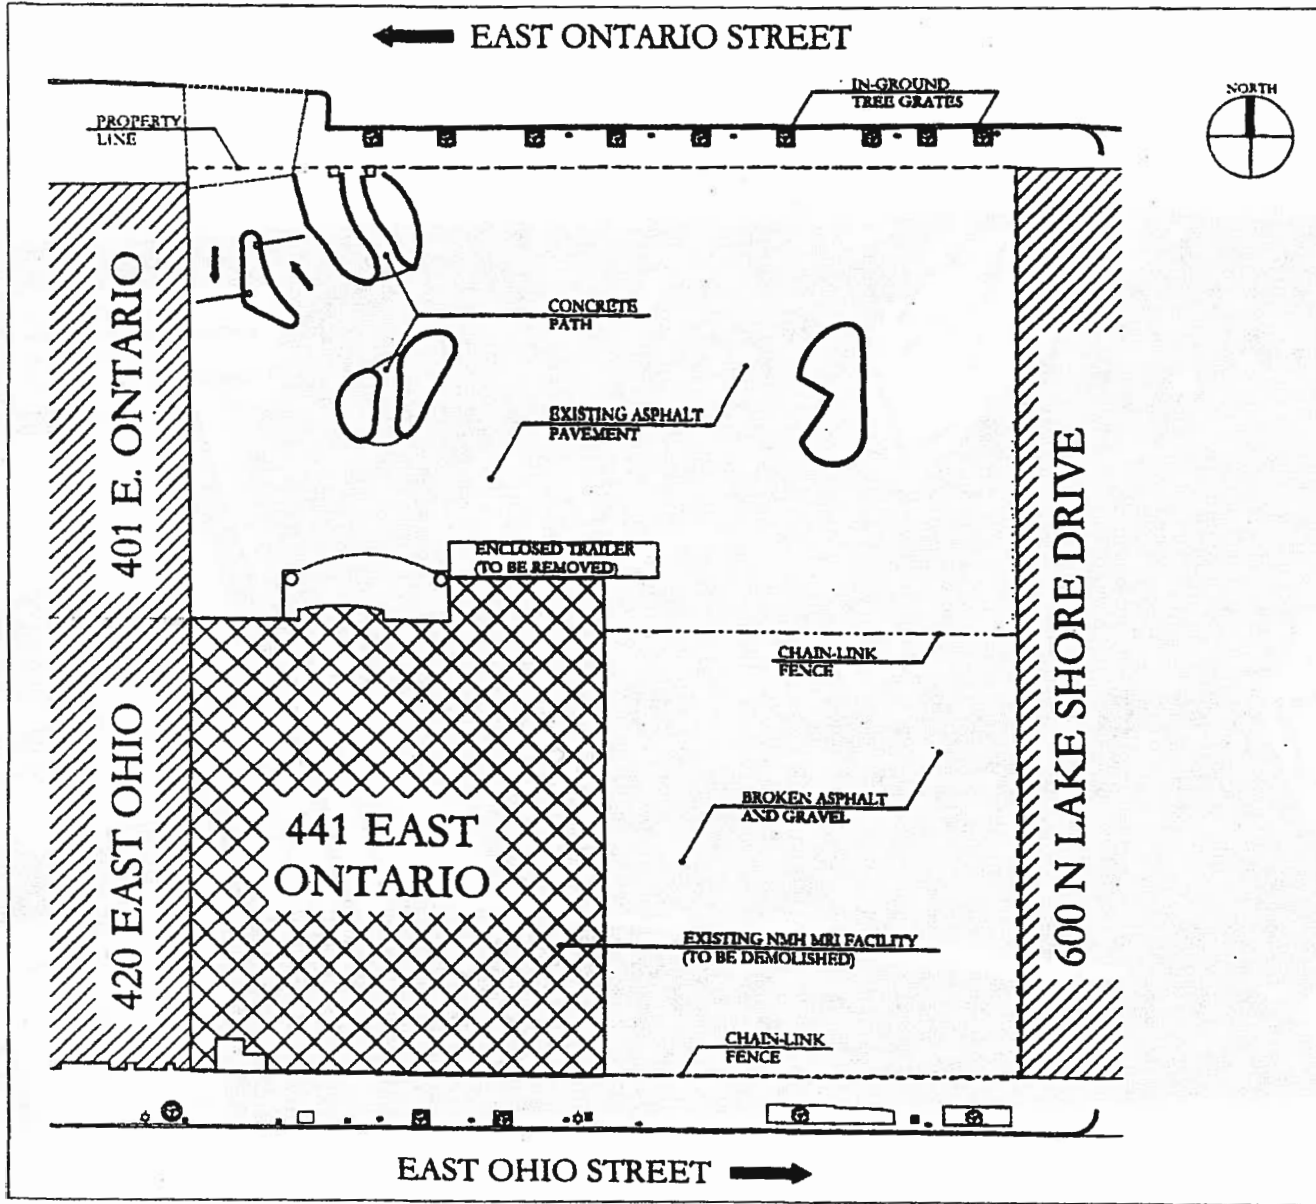 EAST ONTARIO STREET
IN-GROUND
TREE GRATES
NORTH
PROPERTY
LINE
CONCRETE
PATH
401 E. ONTARIO
EXISTING ASPHALT
PAVEMENT
ENCLOSED TRAILER
(TO BE REMOVED)
CHAIN-LINK
FENCE
600 N LAKE SHORE DRIVE
420 EAST OHIO
BROKEN ASPHALT
AND GRAVEL
441 EAST
ONTARIO
EXISTING NMH MRI FACILITY
(TO BE DEMOLISHED)
CHAIN-LINK
FENCE
EAST OHIO STREET